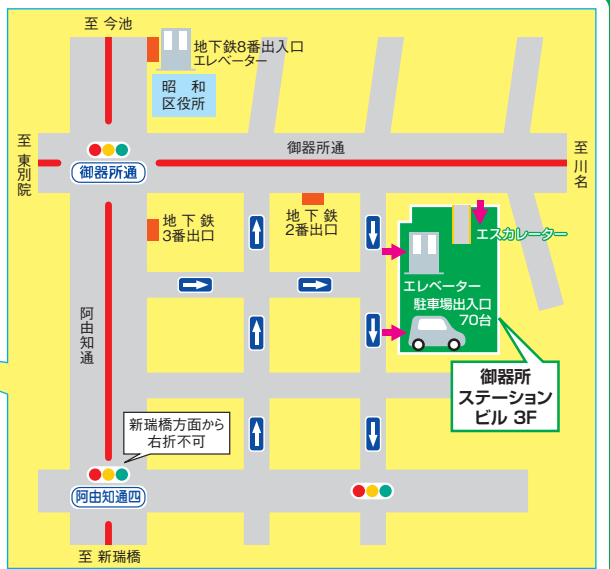 至 今池
地下鉄8番出入口
エレベーター
昭 和
区役所
至 東別院
御器所通
御器所通
至 川名
地 下 鉄
3番出口
地 下 鉄
2番出口
エスカレーター
エレベーター
駐車場出入口
70台
阿由知通
御器所
ステーション
ビル 3F
新瑞橋方面から
右折不可
阿由知通四
至 新瑞橋